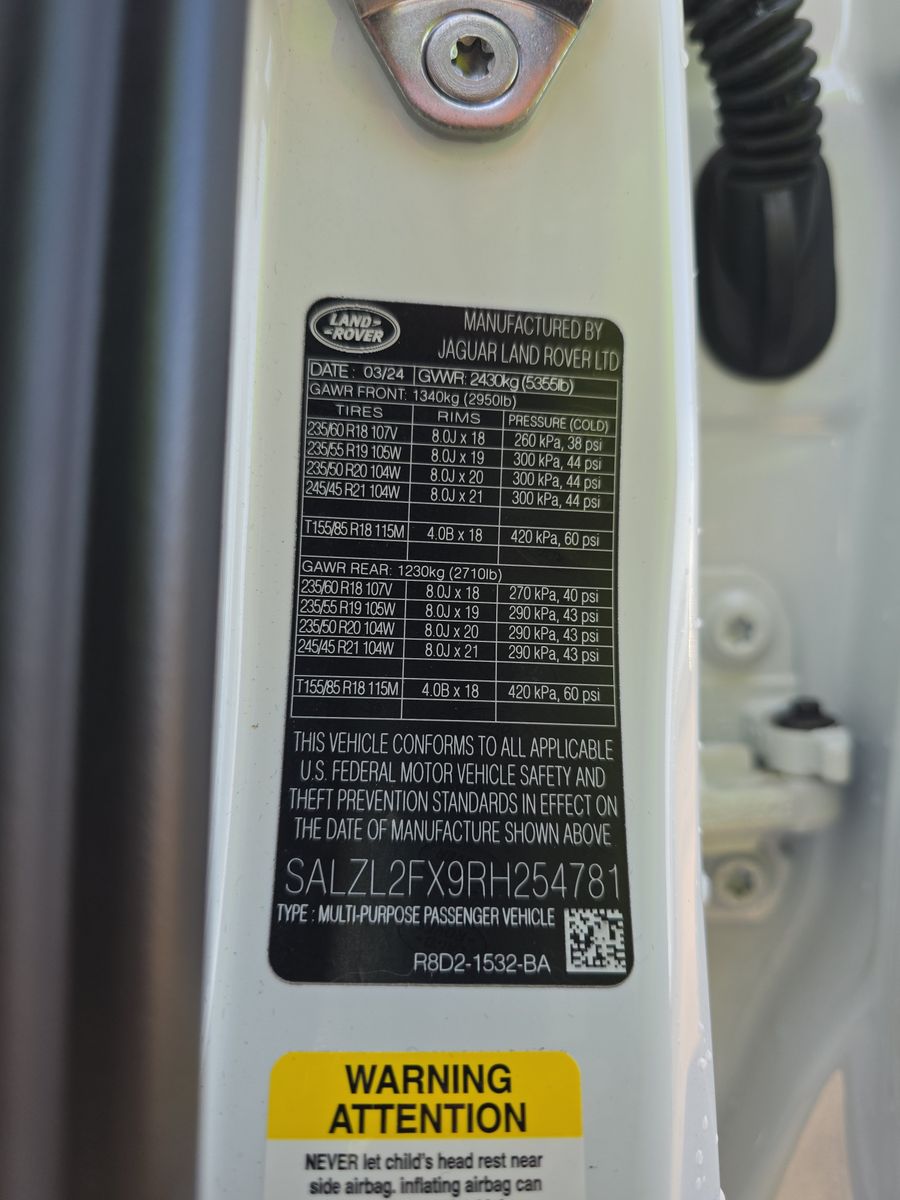 LAND
ROVER
MANUFACTURED BY
JAGUAR LAND ROVER LTD
DATE : 03/24 GVWR: 2430kg (5355lb)
GAWR FRONT: 1340kg (2950lb)
TIRES RIMS PRESSURE (COLD)
235/60 R18 107V 8.0J x 18 260 kPa, 38 psi
235/55 R19 105W 8.0J x 19 300 kPa, 44 psi
235/50 R20 104W 8.0J x 20 300 kPa, 44 psi
245/45 R21 104W 8.0J x 21 300 kPa, 44 psi
T155/85 R18 115M 4.0B x 18 420 kPa, 60 psi
GAWR REAR: 1230kg (2710lb)
235/60 R18 107V 8.0J x 18 270 kPa, 40 psi
235/55 R19 105W 8.0J x 19 290 kPa, 43 psi
235/50 R20 104W 8.0J x 20 290 kPa, 43 psi
245/45 R21 104W 8.0J x 21 290 kPa, 43 psi
T155/85 R18 115M 4.0B x 18 420 kPa, 60 psi
THIS VEHICLE CONFORMS TO ALL APPLICABLE
U.S. FEDERAL MOTOR VEHICLE SAFETY AND
THEFT PREVENTION STANDARDS IN EFFECT ON
THE DATE OF MANUFACTURE SHOWN ABOVE
SALZL2FX9RH254781
TYPE : MULTI-PURPOSE PASSENGER VEHICLE
R8D2-1532-BA
WARNING
ATTENTION
NEVER let child's head rest near
side airbag. inflating airbag can